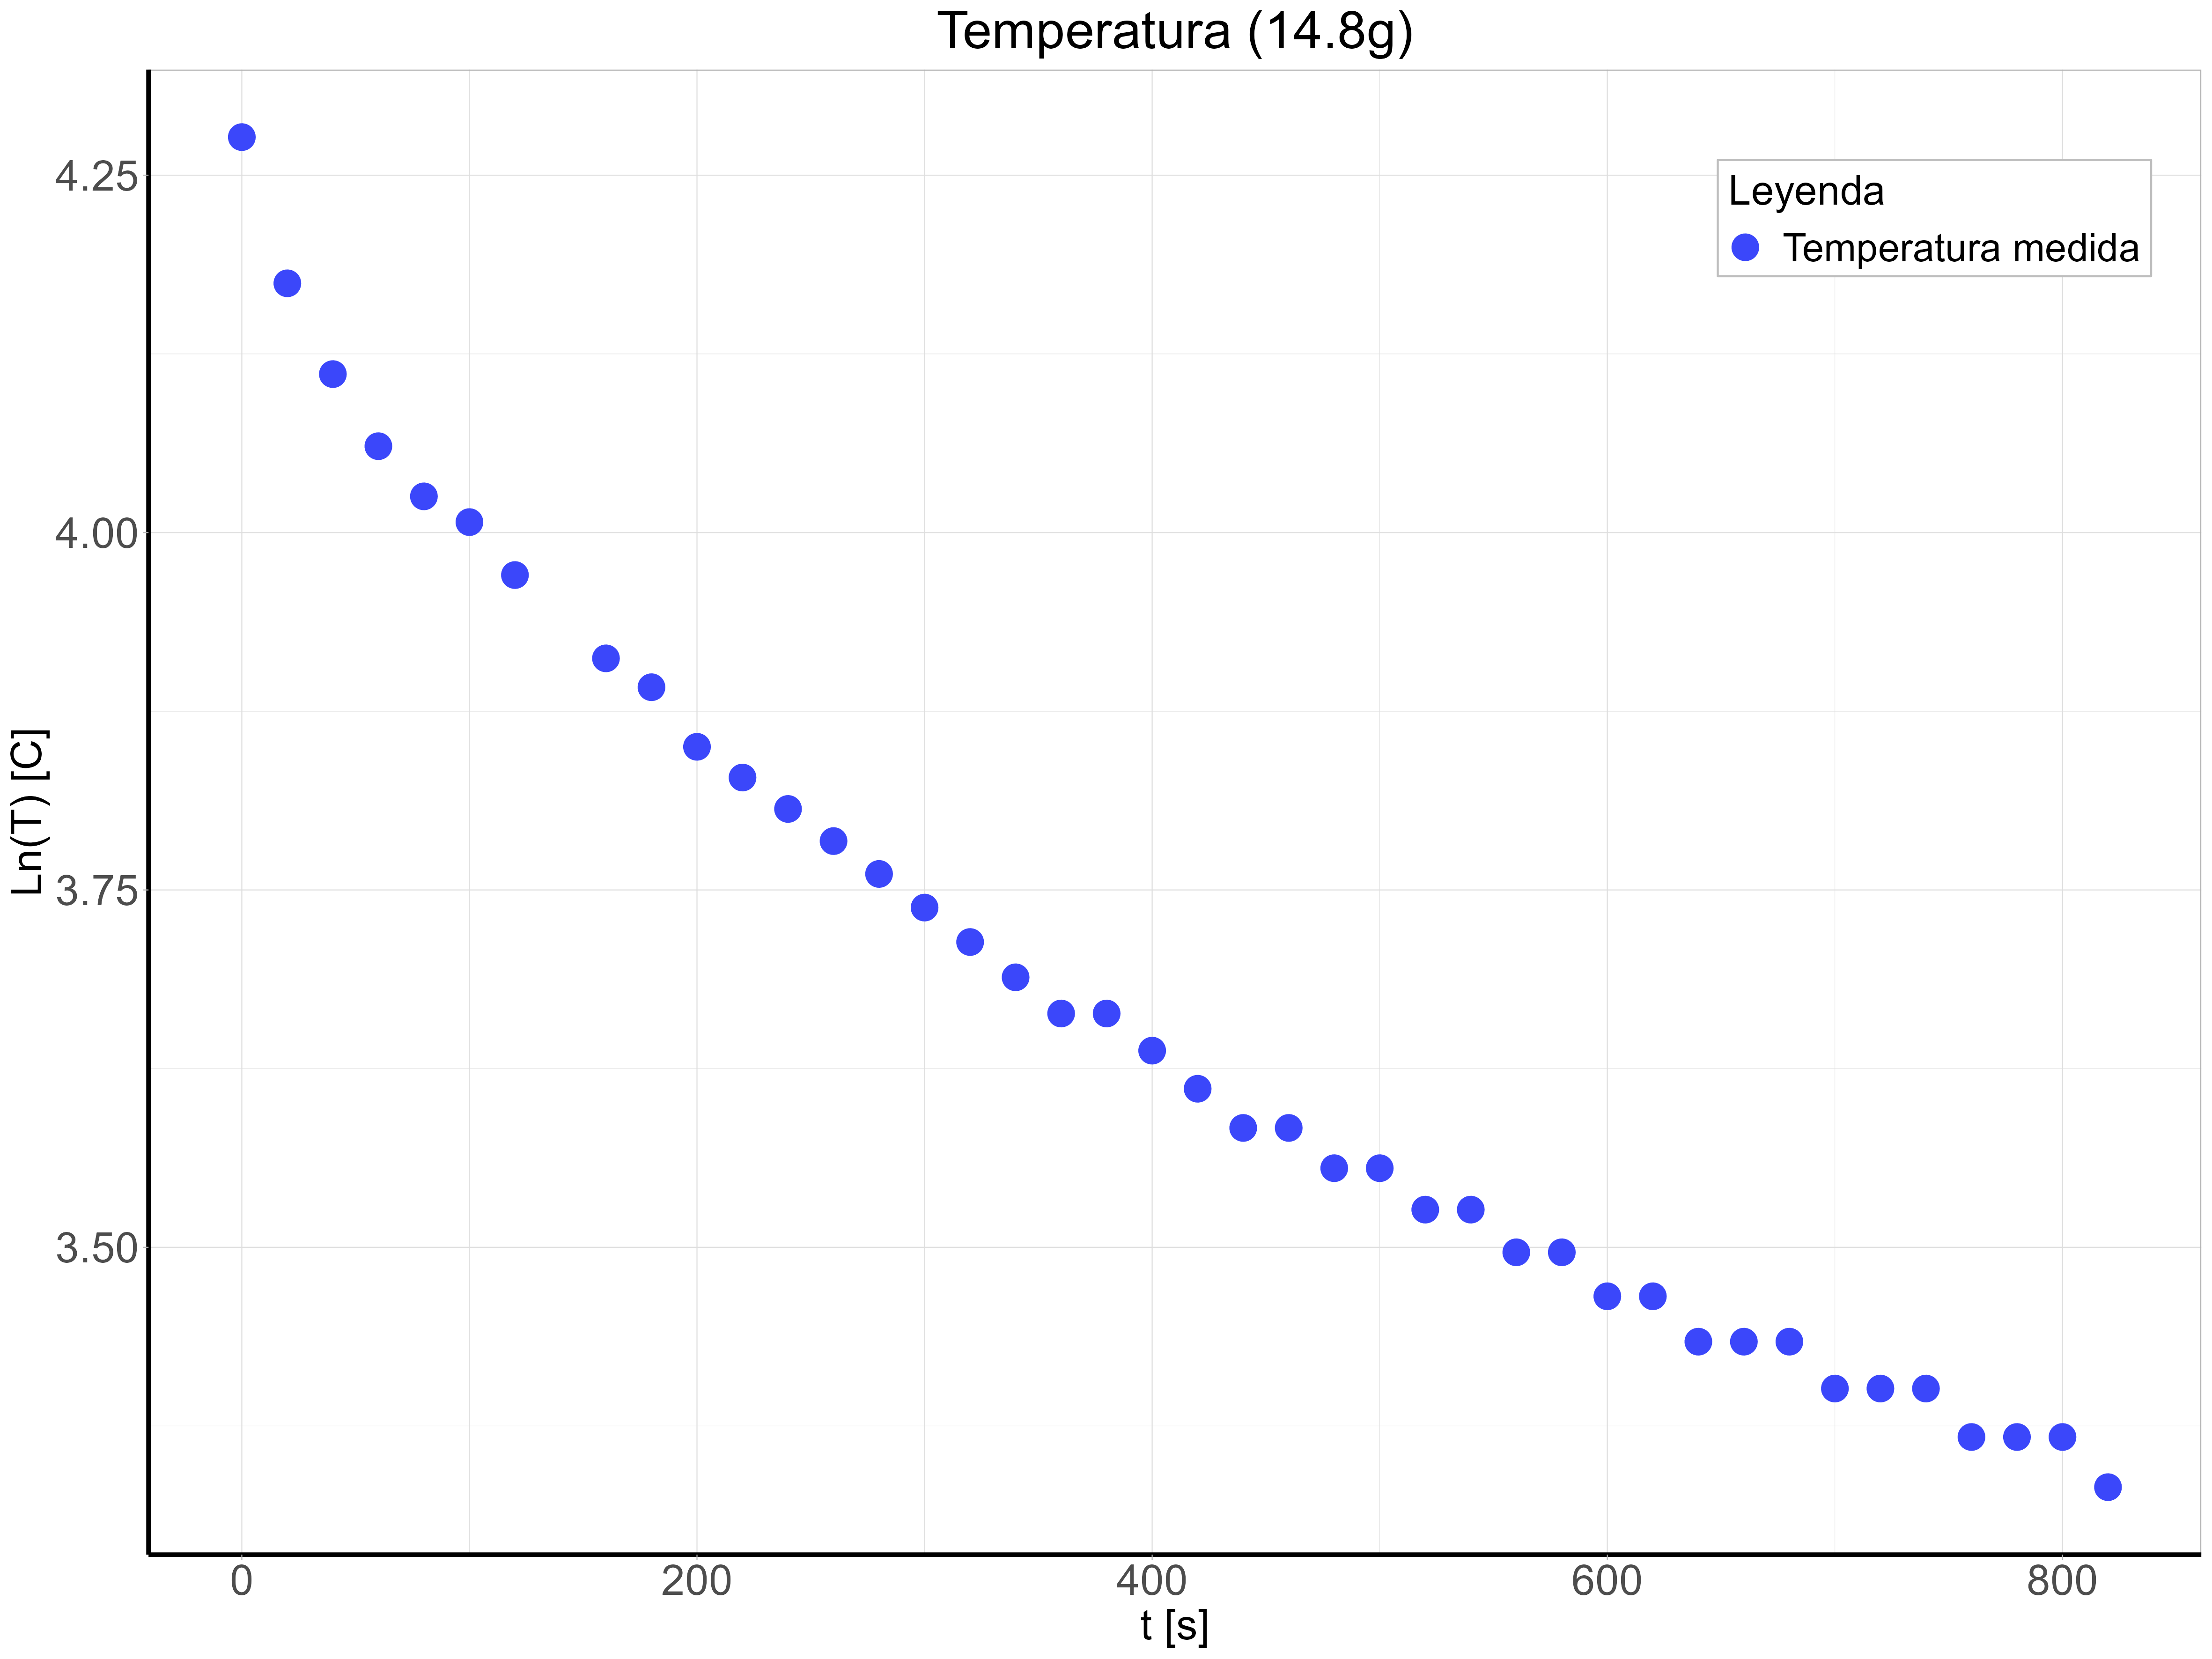 Temperatura (14.8g)
Leyenda
Temperatura medida
Ln(T) [C]
4.25
4.00
3.75
3.50
0
200
400
600
800
t [s]